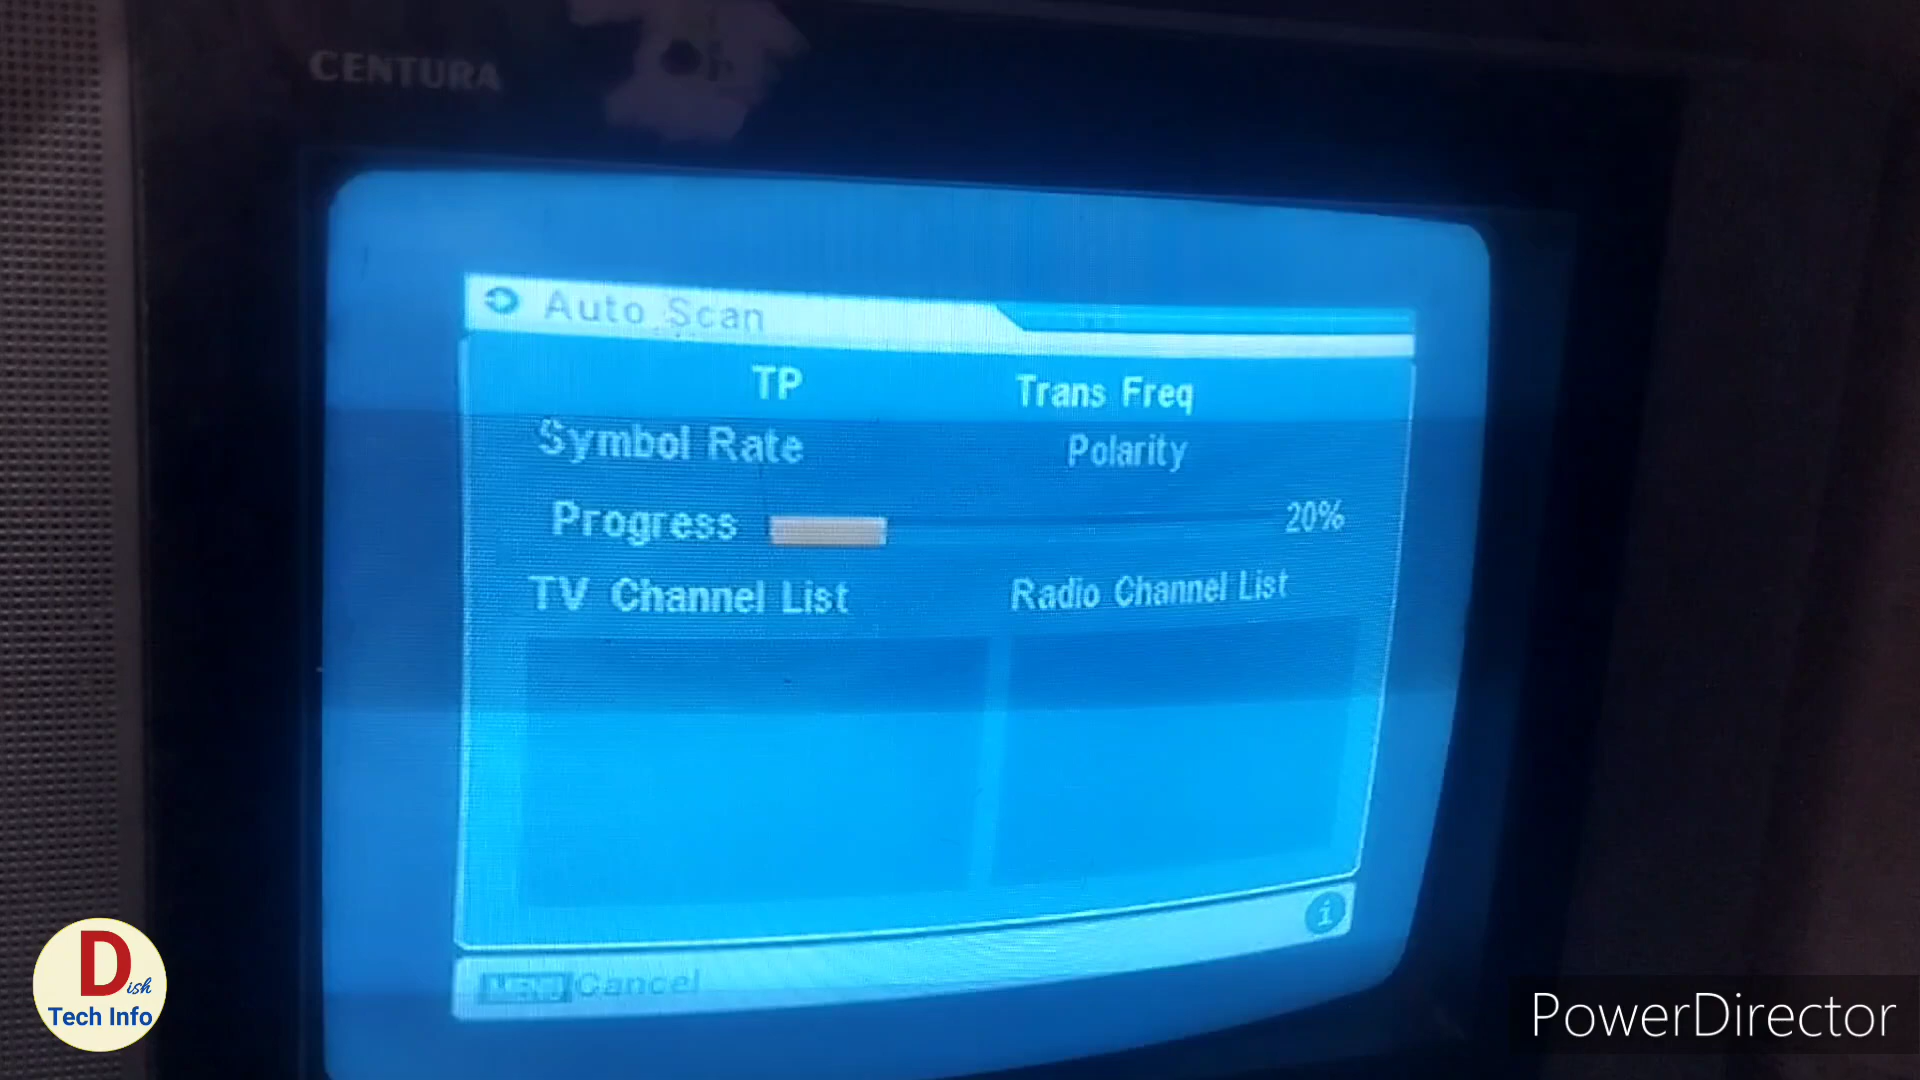 CENTURA
Auto Scan
TP Trans Freq
Symbol Rate Polarity
Progress 20%
TV Channel List Radio Channel List
i
MENU Cancel
Dish
Tech Info
PowerDirector